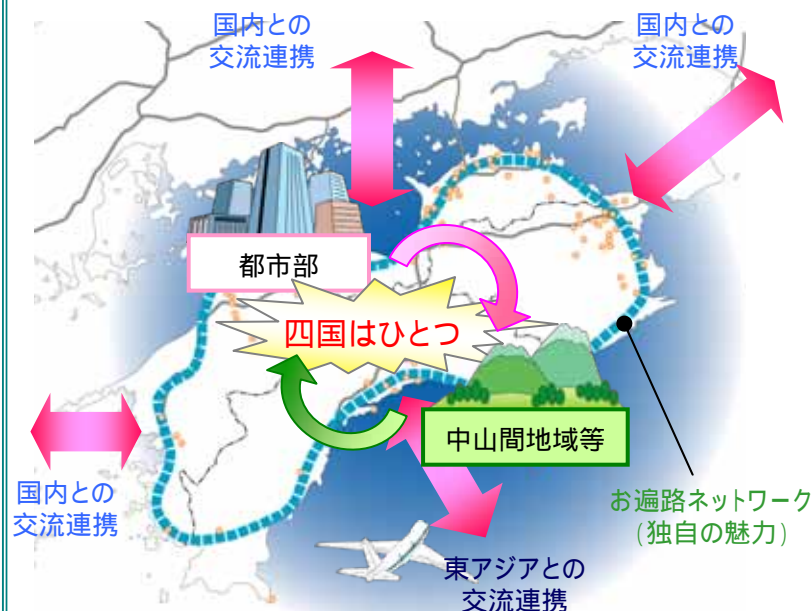 国内との
交流連携
国内との
交流連携
都市部
四国はひとつ
中山間地域等
国内との
交流連携
お遍路ネットワーク
(独自の魅力)
東アジアとの
交流連携